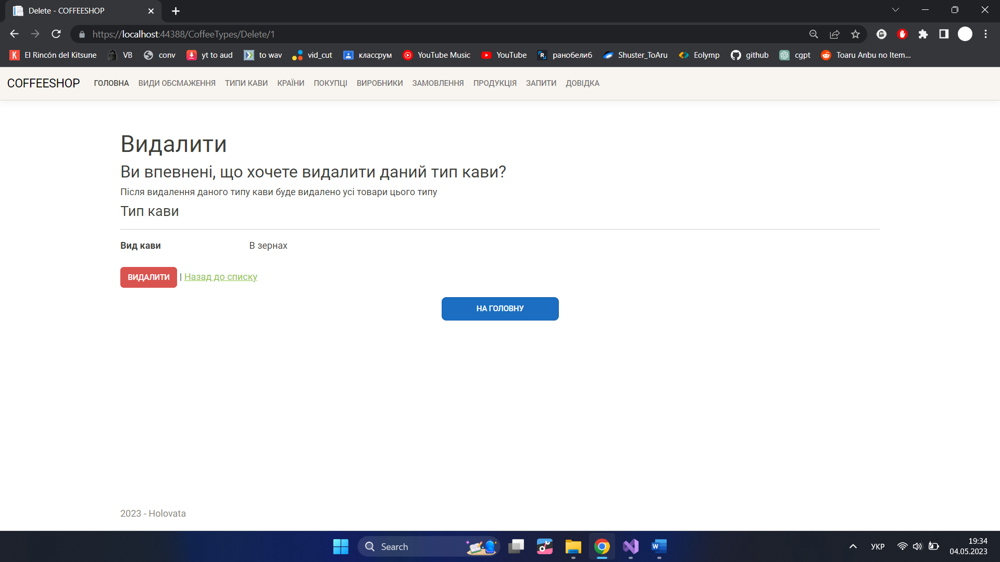 Delete - COFFEESHOP
https://localhost:44388/CoffeeTypes/Delete/1
El Rincón del Kitsune VB conv yt to aud to wav vid_cut классрум YouTube Music YouTube ранобелиб Shuster_ToAru Eolymp github cgpt Toaru Anbu no Item...
COFFEESHOP ГОЛОВНА ВИДИ ОБСМАЖЕННЯ ТИПИ КАВИ КРАЇНИ ПОКУПЦІ ВИРОБНИКИ ЗАМОВЛЕННЯ ПРОДУКЦІЯ ЗАПИТИ ДОВІДКА
Видалити
Ви впевнені, що хочете видалити даний тип кави?
Після видалення даного типу кави буде видалено усі товари цього типу
Тип кави
Вид кави В зернах
ВИДАЛИТИ | Назад до списку
НА ГОЛОВНУ
2023 - Holovata
Search УКР 19:34
04.05.2023